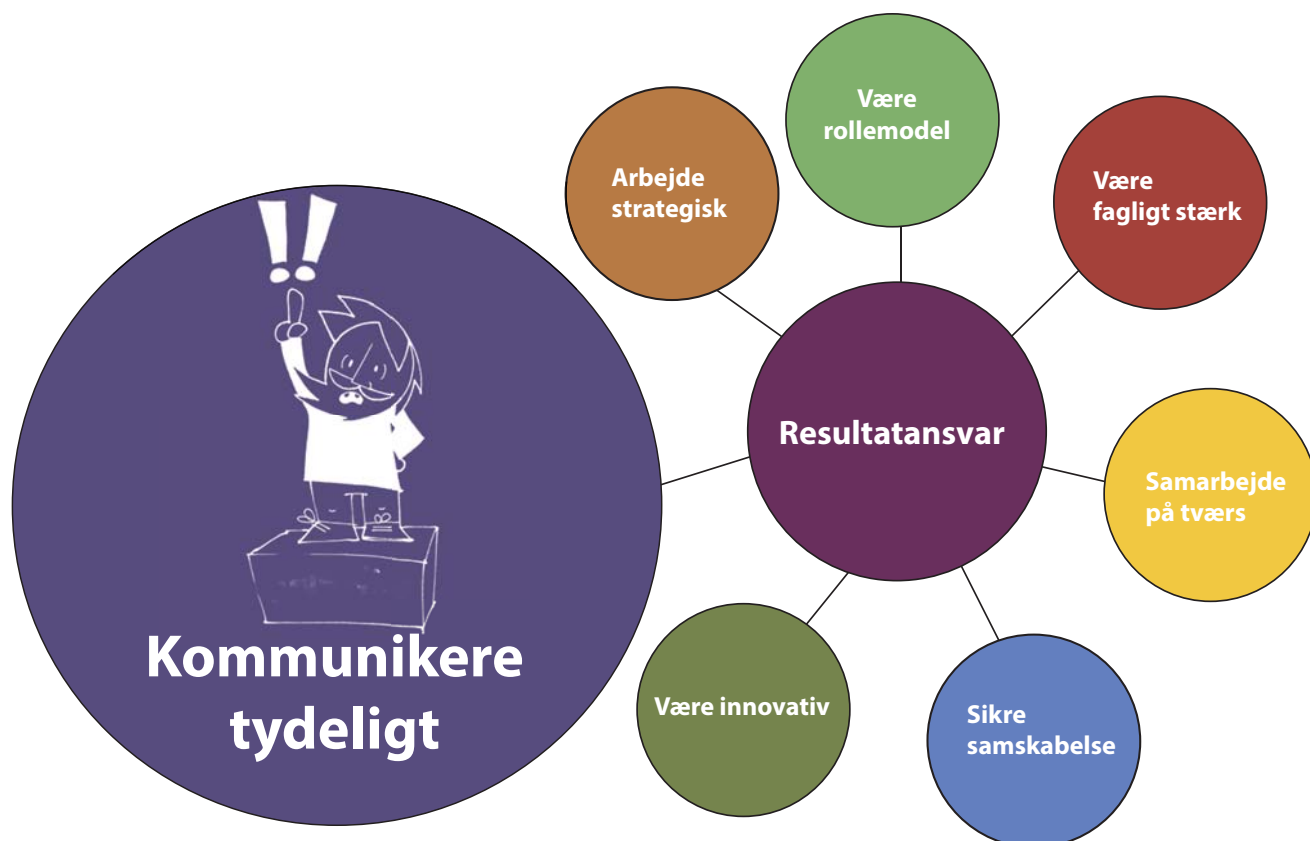 Være
rollemodel
Arbejde
strategisk
Være
fagligt stærk
!!
Resultatansvar
Samarbejde
på tværs
Kommunikere
tydeligt
Være innovativ
Sikre
samskabelse